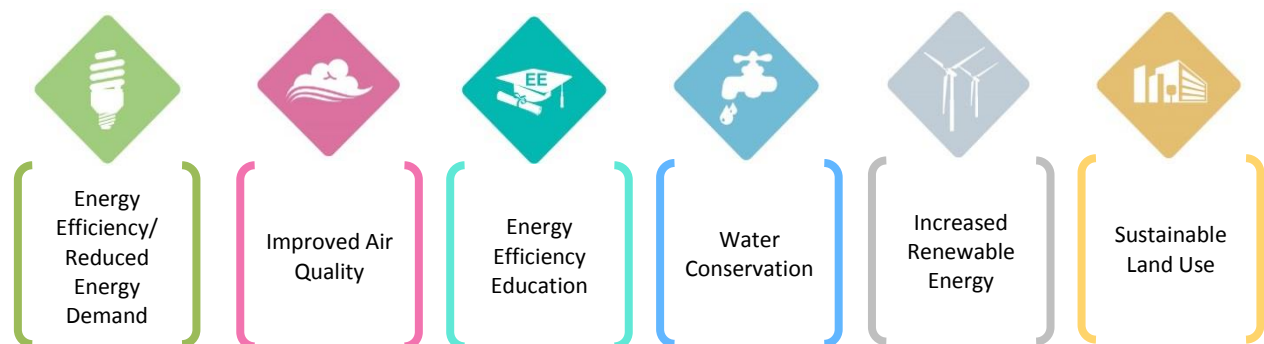 EE
Energy
Efficiency/
Reduced
Energy
Demand
Improved Air
Quality
Energy
Efficiency
Education
Water
Conservation
Increased
Renewable
Energy
Sustainable
Land Use